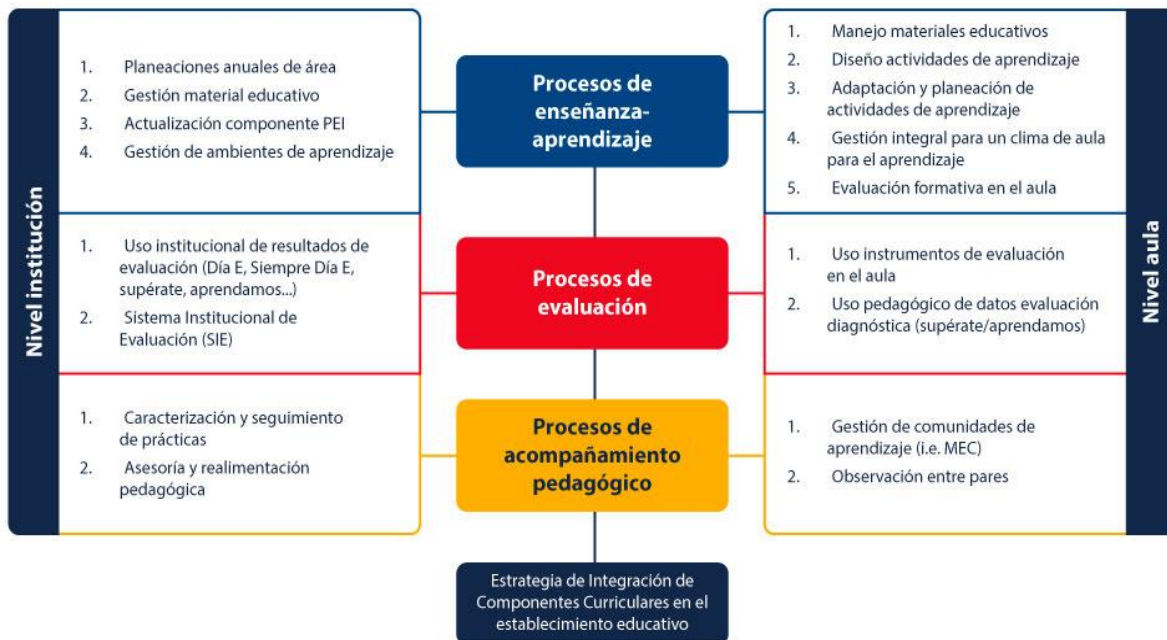 Nivel institución
1. Planeaciones anuales de área
2. Gestión material educativo
3. Actualización componente PEI
4. Gestión de ambientes de aprendizaje
Procesos de
enseñanza-
aprendizaje
1. Manejo materiales educativos
2. Diseño actividades de aprendizaje
3. Adaptación y planeación de
actividades de aprendizaje
4. Gestión integral para un clima de aula
para el aprendizaje
5. Evaluación formativa en el aula
Nivel aula
1. Uso institucional de resultados de
evaluación (Día E, Siempre Día E,
supérate, aprendamos...)
2. Sistema Institucional de
Evaluación (SIE)
Procesos de
evaluación
1. Uso instrumentos de evaluación
en el aula
2. Uso pedagógico de datos evaluación
diagnóstica (supérate/aprendamos)
1. Caracterización y seguimiento
de prácticas
2. Asesoría y realimentación
pedagógica
Procesos de
acompañamiento
pedagógico
1. Gestión de comunidades de
aprendizaje (i.e. MEC)
2. Observación entre pares
Estrategia de Integración de
Componentes Curriculares en el
establecimiento educativo